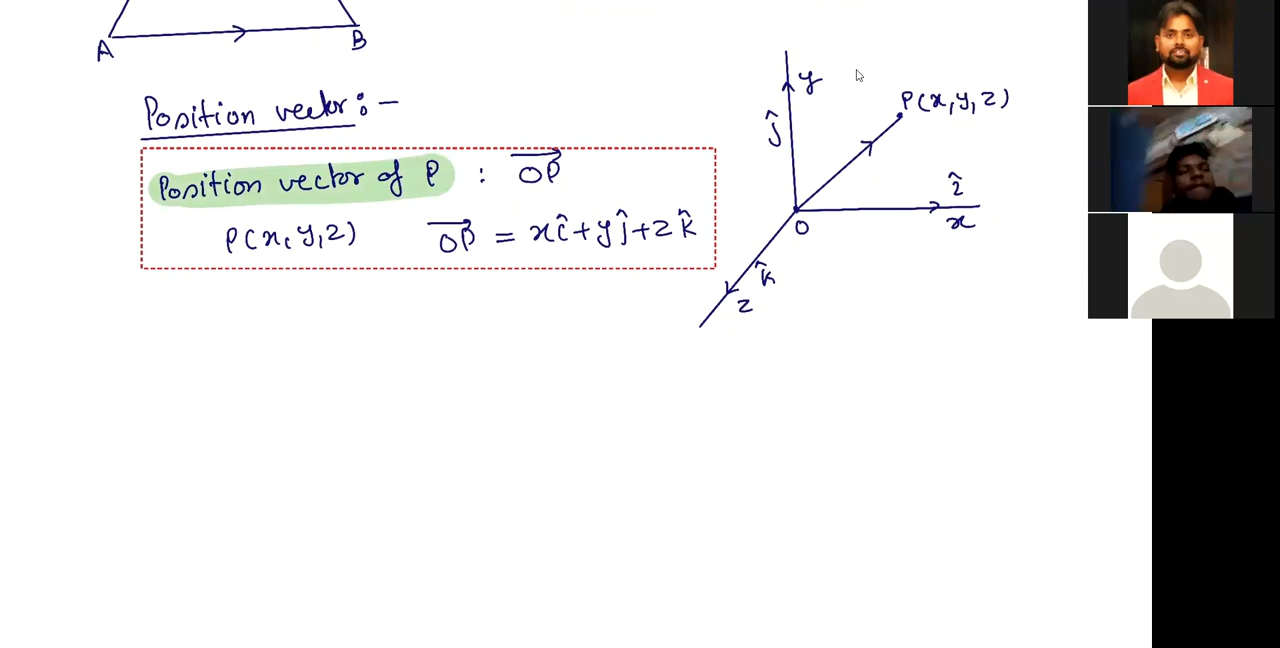 A B
Position vector :-
Position vector of P : OP
P(x, y, z) OP = xî + yĵ + zk̂
y
ĵ
P(x, y, z)
î
x
O
k̂
z